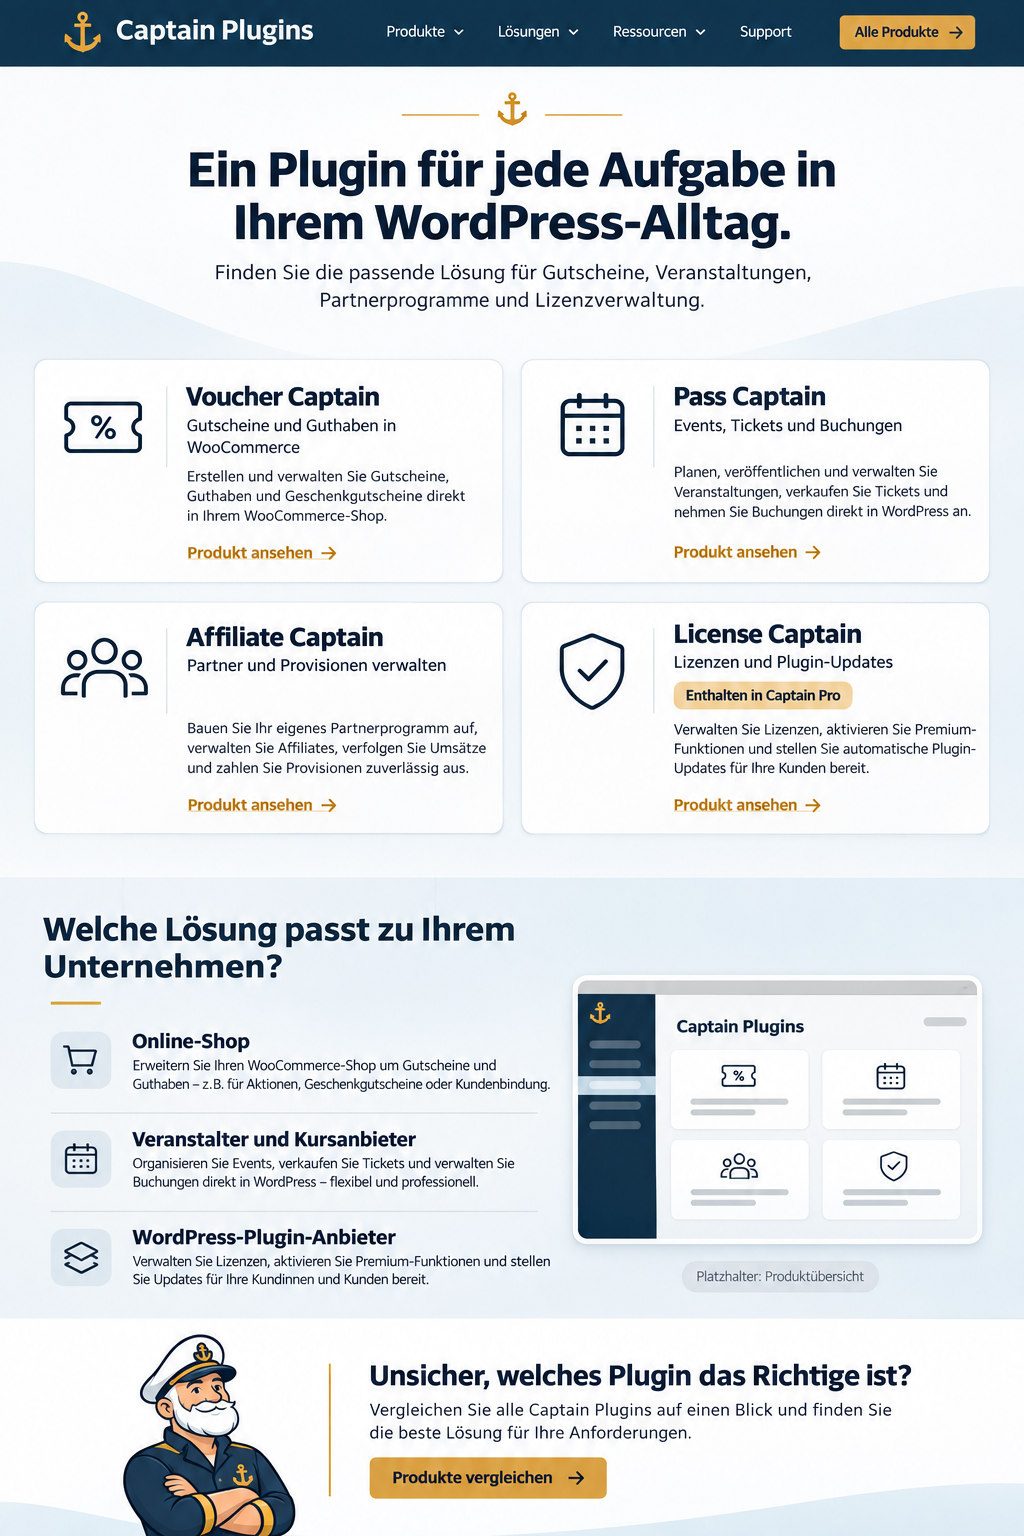 Captain Plugins
Produkte
Lösungen
Ressourcen
Support
Alle Produkte →
Ein Plugin für jede Aufgabe in
Ihrem WordPress-Alltag.
Finden Sie die passende Lösung für Gutscheine, Veranstaltungen,
Partnerprogramme und Lizenzverwaltung.
%
Voucher Captain
Gutscheine und Guthaben in
WooCommerce
Erstellen und verwalten Sie Gutscheine,
Guthaben und Geschenkgutscheine direkt
in Ihrem WooCommerce-Shop.
Produkt ansehen →
Pass Captain
Events, Tickets und Buchungen
Planen, veröffentlichen und verwalten Sie
Veranstaltungen, verkaufen Sie Tickets und
nehmen Sie Buchungen direkt in WordPress an.
Produkt ansehen →
Affiliate Captain
Partner und Provisionen verwalten
Bauen Sie Ihr eigenes Partnerprogramm auf,
verwalten Sie Affiliates, verfolgen Sie Umsätze
und zahlen Sie Provisionen zuverlässig aus.
Produkt ansehen →
License Captain
Lizenzen und Plugin-Updates
Enthalten in Captain Pro
Verwalten Sie Lizenzen, aktivieren Sie Premium-
Funktionen und stellen Sie automatische Plugin-
Updates für Ihre Kunden bereit.
Produkt ansehen →
Welche Lösung passt zu Ihrem
Unternehmen?
Online-Shop
Erweitern Sie Ihren WooCommerce-Shop um Gutscheine und
Guthaben – z.B. für Aktionen, Geschenkgutscheine oder Kundenbindung.
Veranstalter und Kursanbieter
Organisieren Sie Events, verkaufen Sie Tickets und verwalten Sie
Buchungen direkt in WordPress – flexibel und professionell.
WordPress-Plugin-Anbieter
Verwalten Sie Lizenzen, aktivieren Sie Premium-Funktionen und stellen
Sie Updates für Ihre Kundinnen und Kunden bereit.
Captain Plugins
%
Platzhalter: Produktübersicht
Unsicher, welches Plugin das Richtige ist?
Vergleichen Sie alle Captain Plugins auf einen Blick und finden Sie
die beste Lösung für Ihre Anforderungen.
Produkte vergleichen →